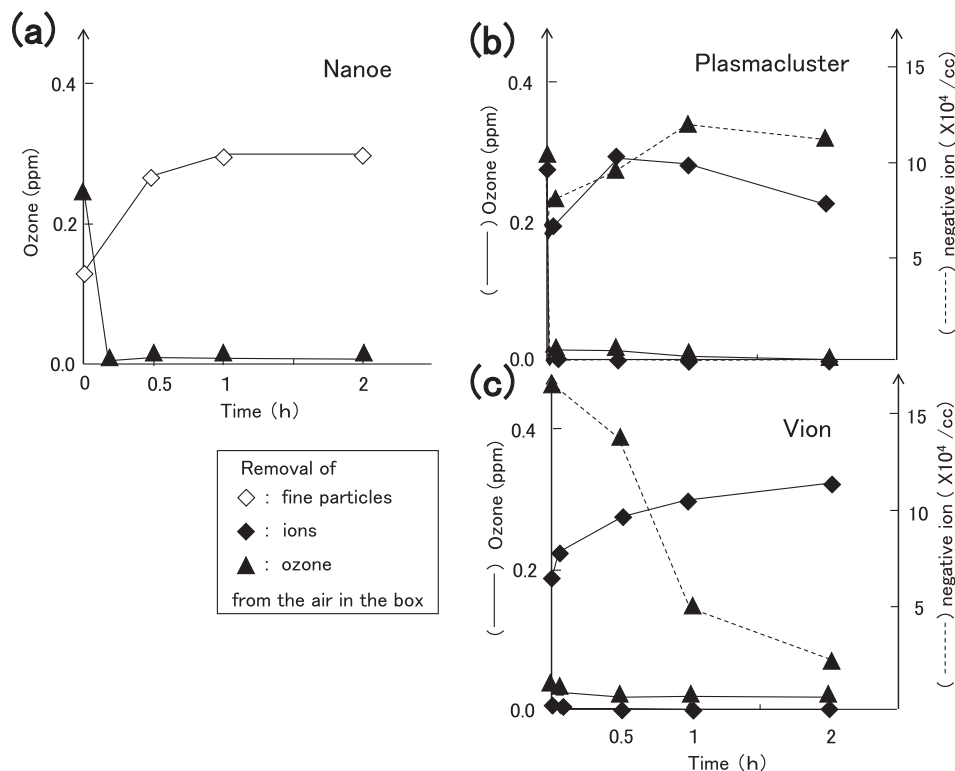 (a)
Nanoe
0.4
0.2
0.0
Ozone (ppm)
0
0.5
1
2
Time (h)
(b)
Plasmacluster
0.4
0.2
0.0
(——) Ozone (ppm)
15
10
5
(------) negative ion ( X10⁴ /cc)
(c)
Vion
0.4
0.2
0.0
(——) Ozone (ppm)
15
10
5
(------) negative ion ( X10⁴ /cc)
0.5
1
2
Time (h)
Removal of
◇ : fine particles
◆ : ions
▲ : ozone
from the air in the box